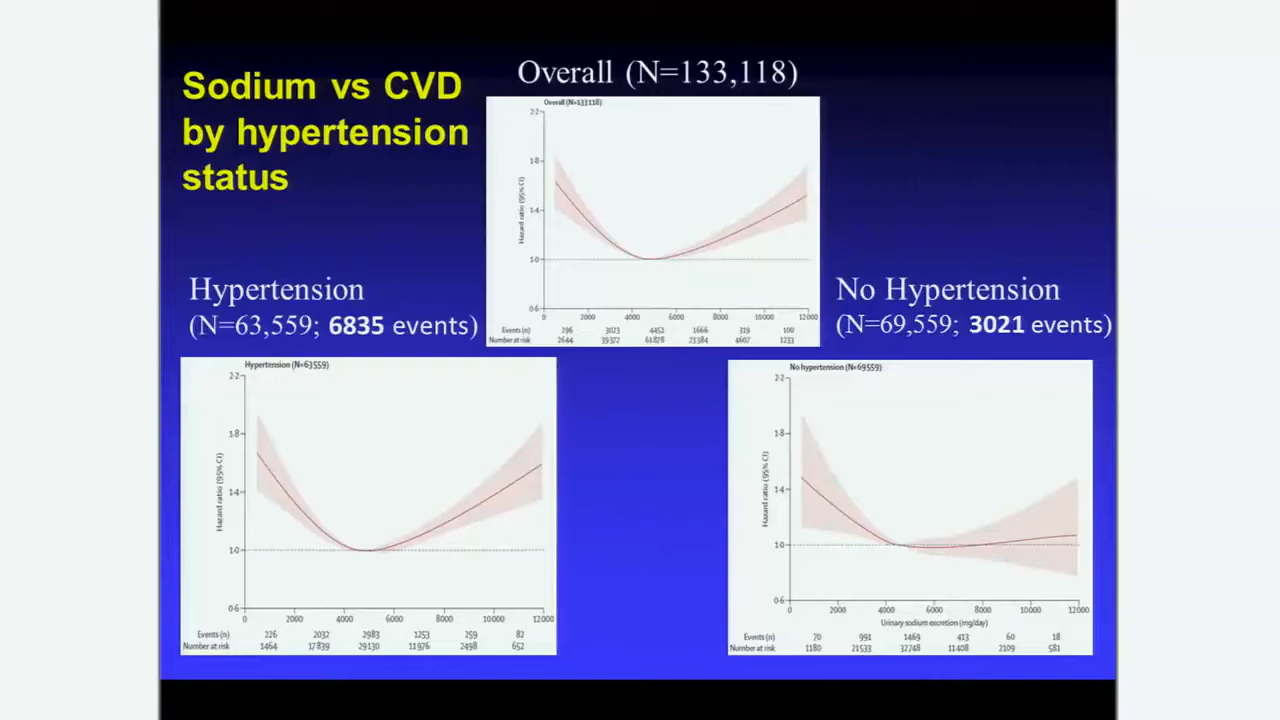 Sodium vs CVD
by hypertension
status
Overall (N=133,118)
Overall (N=133118)
Hazard ratio (95% CI)
2·2
1·8
1·4
1·0
0·6
0 2000 4000 6000 8000 10000 12000
Events (n) 296 3023 4452 1666 319 100
Number at risk 2644 39372 61878 23384 4607 1233
Hypertension
(N=63,559; 6835 events)
No Hypertension
(N=69,559; 3021 events)
Hypertension (N=63559)
Hazard ratio (95% CI)
2·2
1·8
1·4
1·0
0·6
0 2000 4000 6000 8000 10000 12000
Events (n) 226 2032 2983 1253 259 82
Number at risk 1464 17839 29130 11976 2498 652
No hypertension (N=69559)
Hazard ratio (95% CI)
2·2
1·8
1·4
1·0
0·6
0 2000 4000 6000 8000 10000 12000
Urinary sodium excretion (mg/day)
Events (n) 70 991 1469 413 60 18
Number at risk 1180 21533 32748 11408 2109 581